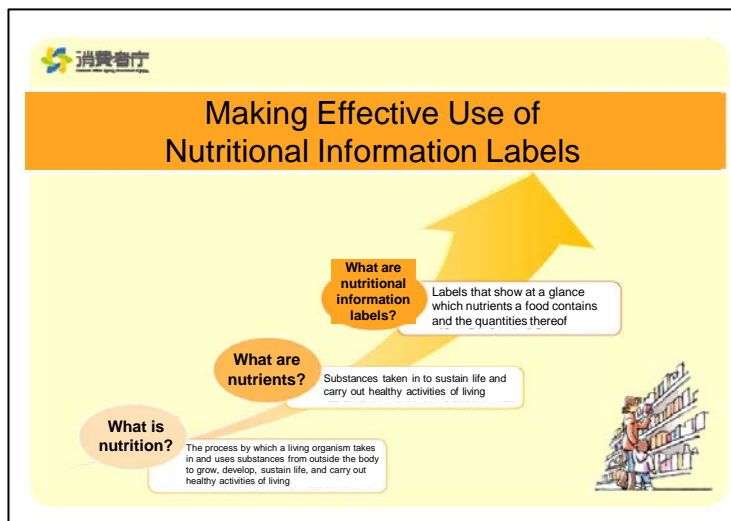 消費者庁
Making Effective Use of
Nutritional Information Labels
What are
nutritional
information
labels?
Labels that show at a glance
which nutrients a food contains
and the quantities thereof
What are
nutrients?
Substances taken in to sustain life and
carry out healthy activities of living
What is
nutrition?
The process by which a living organism takes
in and uses substances from outside the body
to grow, develop, sustain life, and carry out
healthy activities of living